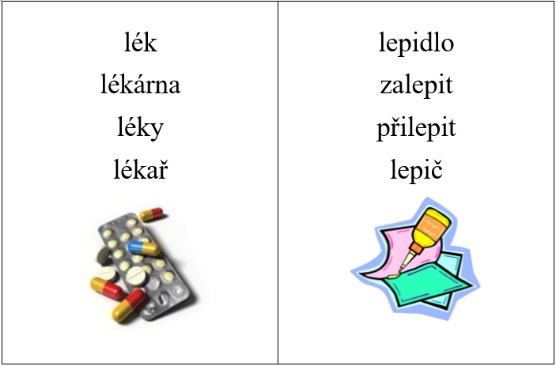 lék
lékárna
léky
lékař
lepidlo
zalepit
přilepit
lepič